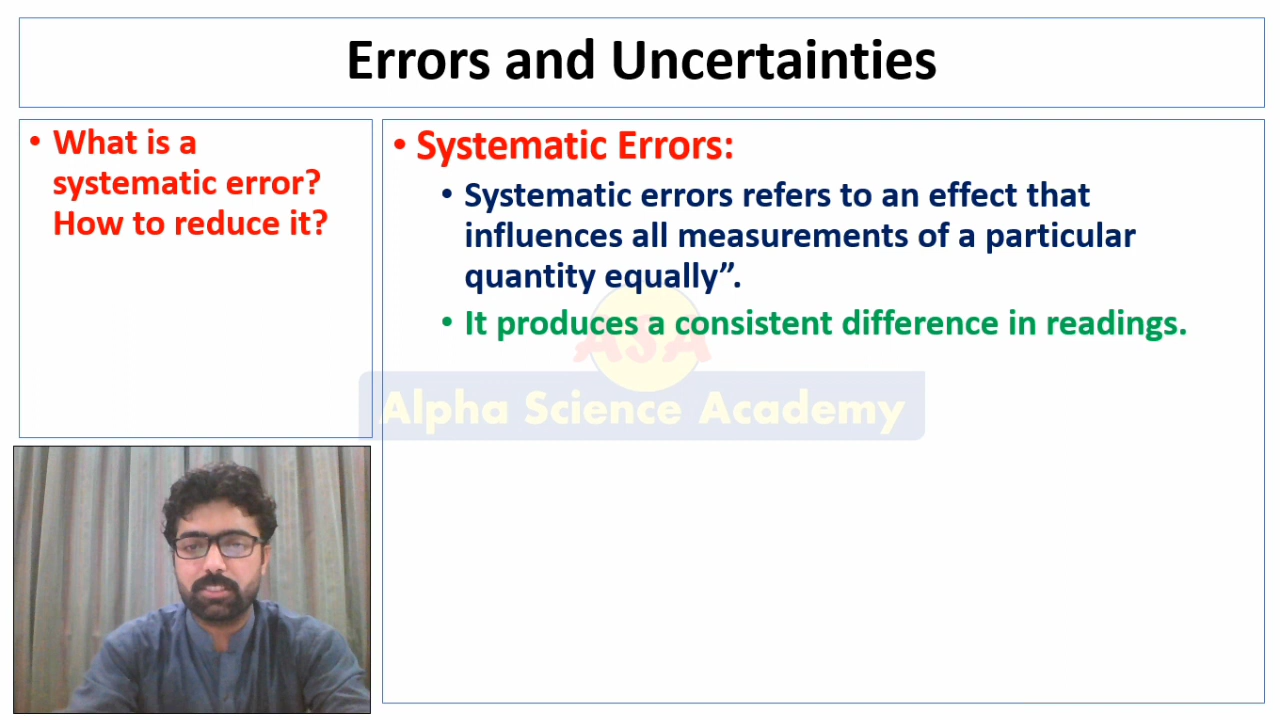 Errors and Uncertainties
• What is a
systematic error?
How to reduce it?
• Systematic Errors:
• Systematic errors refers to an effect that
influences all measurements of a particular
quantity equally”.
• It produces a consistent difference in readings.
ASA
Alpha Science Academy